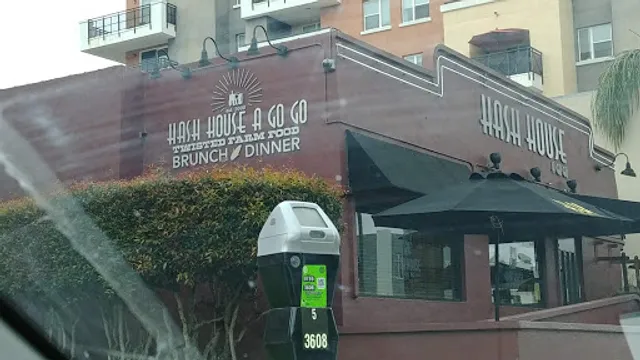 HASH HOUSE A GO GO
TWISTED FARM FOOD
BRUNCH DINNER
HASH HOUSE
5
3608